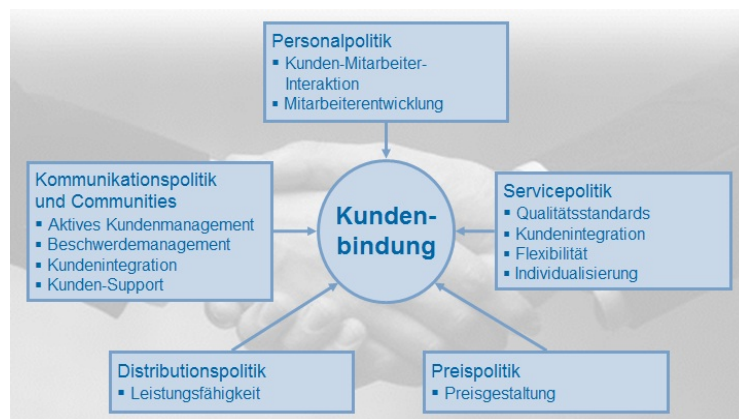 Personalpolitik
▪ Kunden-Mitarbeiter-
Interaktion
▪ Mitarbeiterentwicklung
Kommunikationspolitik
und Communities
▪ Aktives Kundenmanagement
▪ Beschwerdemanagement
▪ Kundenintegration
▪ Kunden-Support
Kunden-
bindung
Servicepolitik
▪ Qualitätsstandards
▪ Kundenintegration
▪ Flexibilität
▪ Individualisierung
Distributionspolitik
▪ Leistungsfähigkeit
Preispolitik
▪ Preisgestaltung